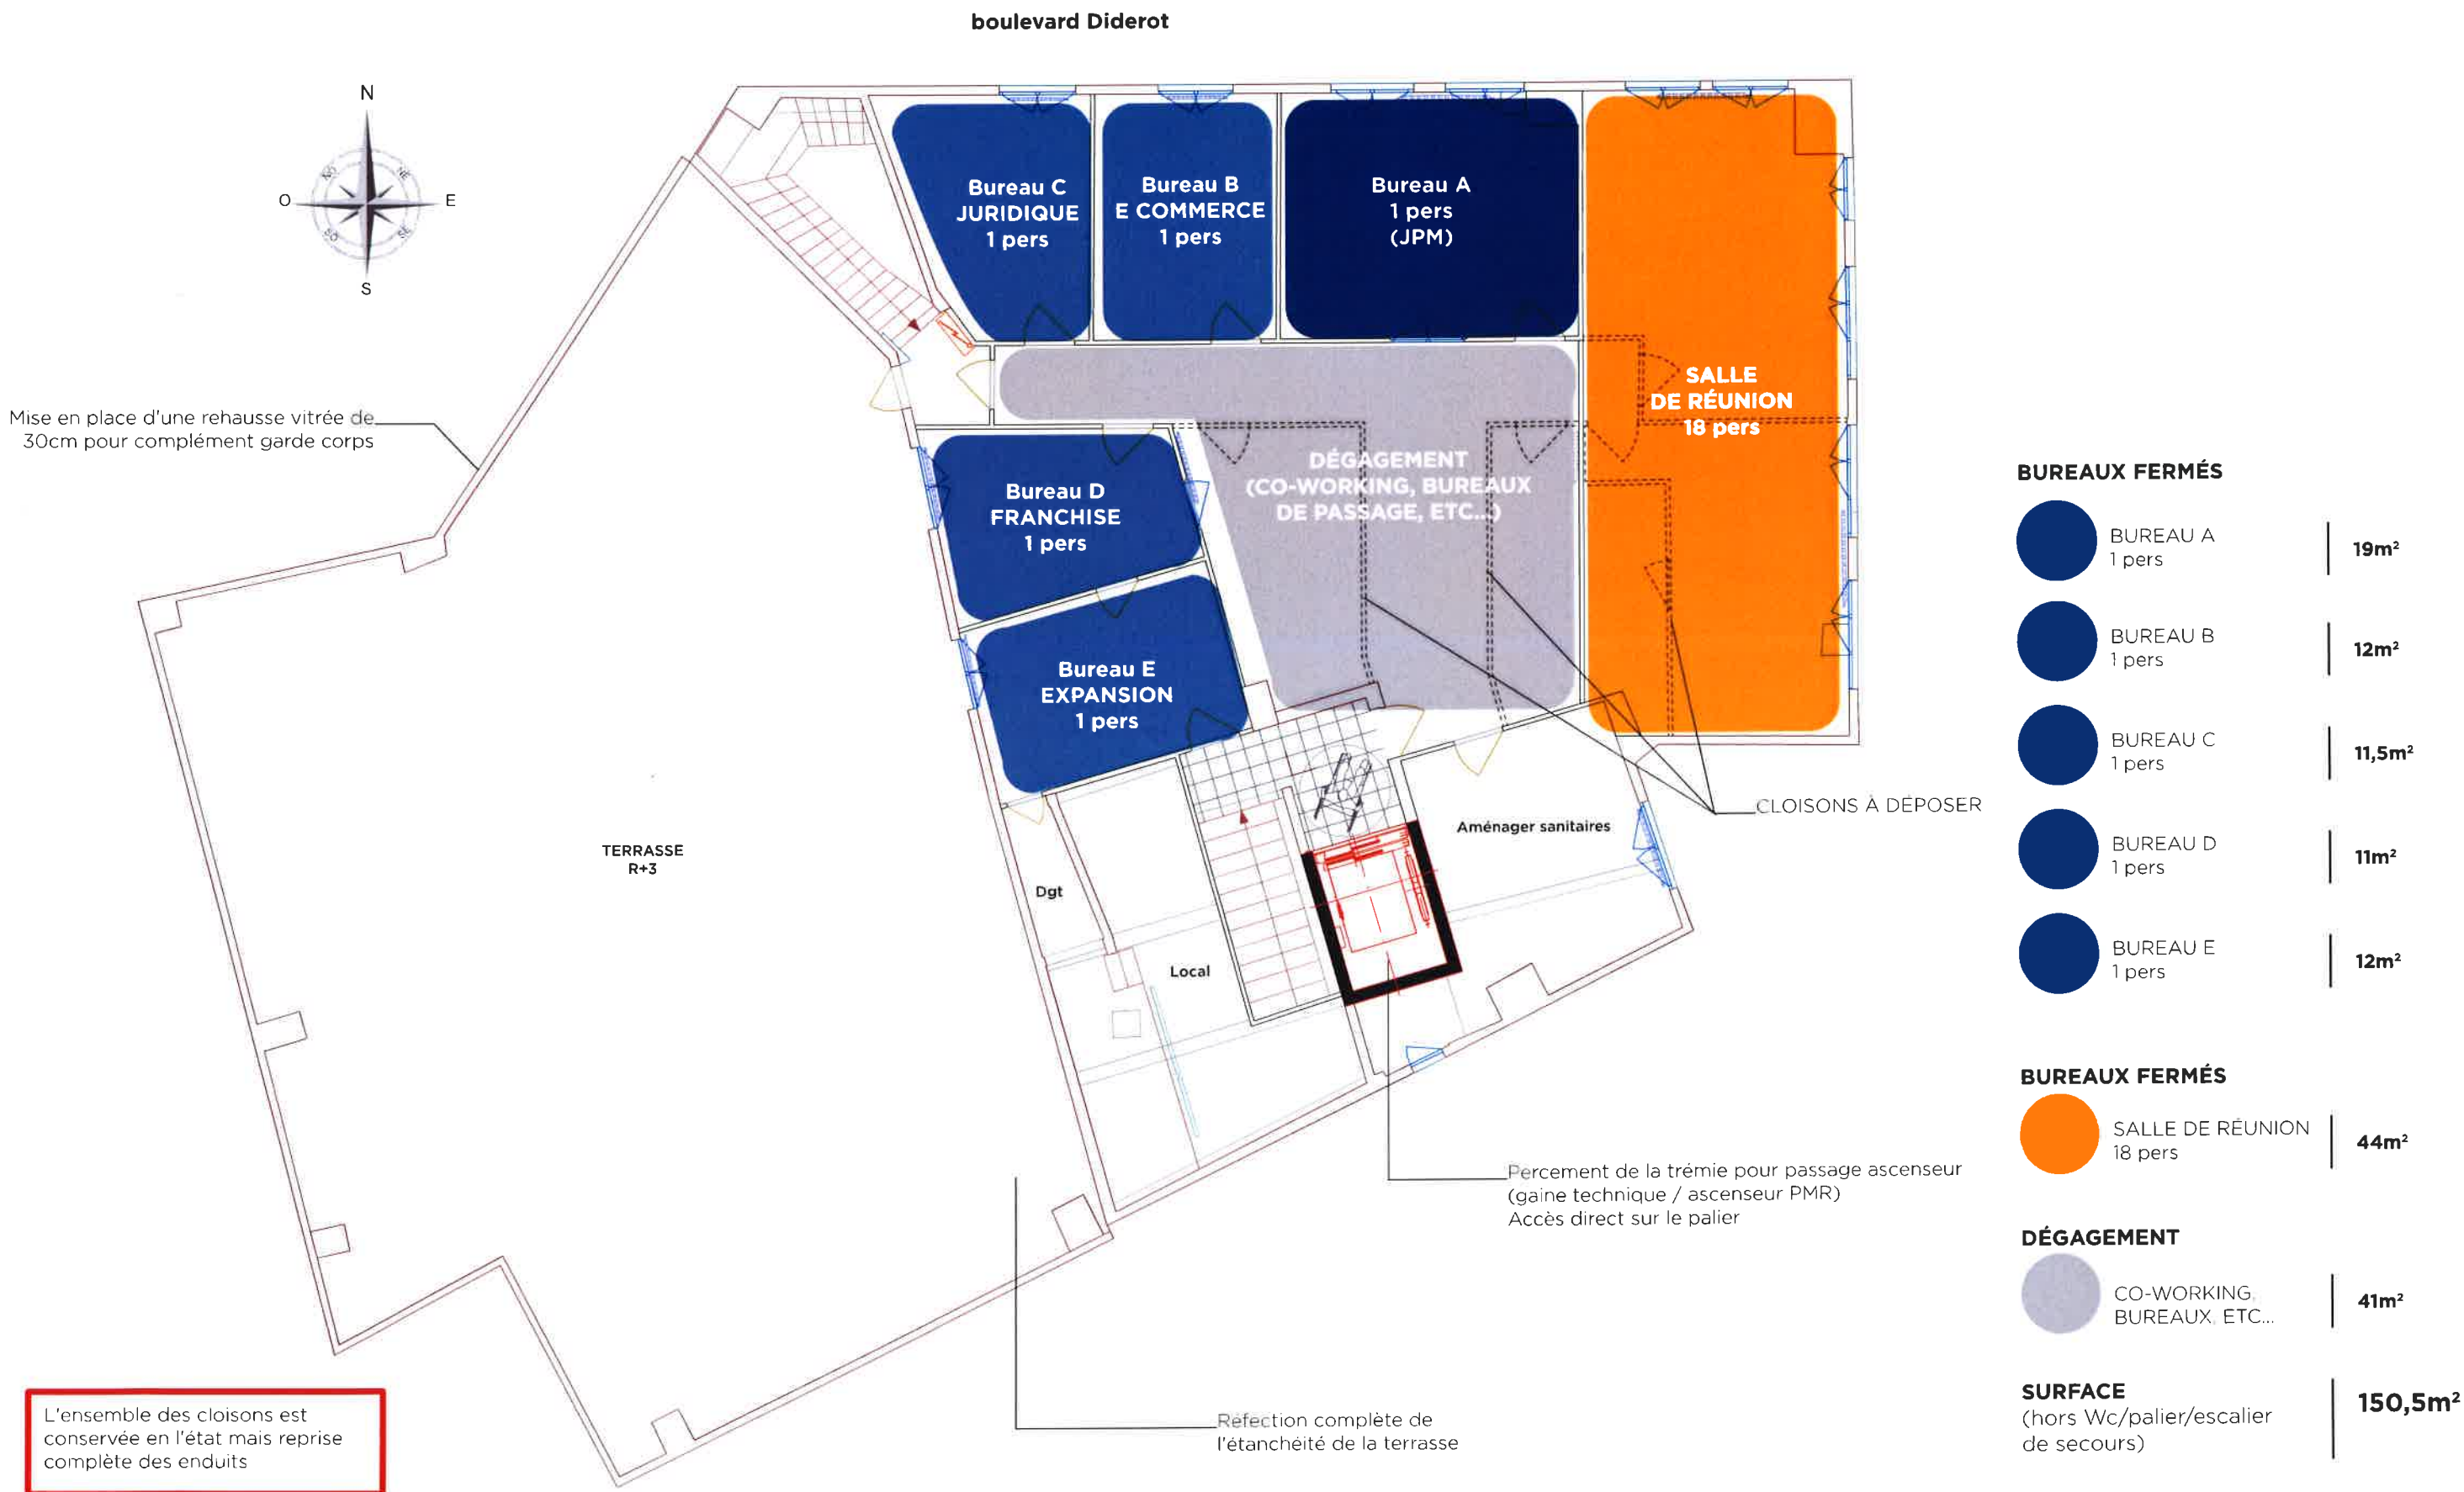 boulevard Diderot
N
NO
NE
O
E
SO
SE
S
Bureau C
JURIDIQUE
1 pers
Bureau B
E COMMERCE
1 pers
Bureau A
1 pers
(JPM)
SALLE
DE RÉUNION
18 pers
Mise en place d'une rehausse vitrée de
30cm pour complément garde corps
DÉGAGEMENT
(CO-WORKING, BUREAUX
DE PASSAGE, ETC...)
Bureau D
FRANCHISE
1 pers
Bureau E
EXPANSION
1 pers
CLOISONS À DÉPOSER
Aménager sanitaires
TERRASSE
R+3
Dgt
Local
Percement de la trémie pour passage ascenseur
(gaine technique / ascenseur PMR)
Accès direct sur le palier
Réfection complète de
l'étanchéité de la terrasse
L'ensemble des cloisons est
conservée en l'état mais reprise
complète des enduits
BUREAUX FERMÉS
BUREAU A
1 pers
19m²
BUREAU B
1 pers
12m²
BUREAU C
1 pers
11,5m²
BUREAU D
1 pers
11m²
BUREAU E
1 pers
12m²
BUREAUX FERMÉS
SALLE DE RÉUNION
18 pers
44m²
DÉGAGEMENT
CO-WORKING,
BUREAUX, ETC...
41m²
SURFACE
(hors Wc/palier/escalier
de secours)
150,5m²